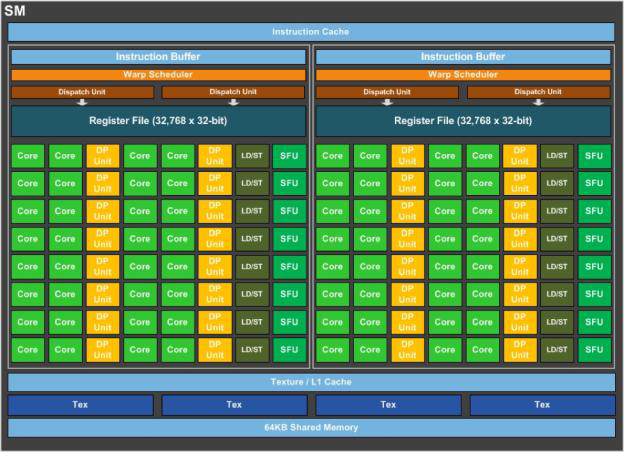 SM
Instruction Cache
Instruction Buffer Instruction Buffer
Warp Scheduler Warp Scheduler
Dispatch Unit Dispatch Unit Dispatch Unit Dispatch Unit
Register File (32,768 x 32-bit) Register File (32,768 x 32-bit)
Core Core DP Unit Core Core DP Unit LD/ST SFU Core Core DP Unit Core Core DP Unit LD/ST SFU
Core Core DP Unit Core Core DP Unit LD/ST SFU Core Core DP Unit Core Core DP Unit LD/ST SFU
Core Core DP Unit Core Core DP Unit LD/ST SFU Core Core DP Unit Core Core DP Unit LD/ST SFU
Core Core DP Unit Core Core DP Unit LD/ST SFU Core Core DP Unit Core Core DP Unit LD/ST SFU
Core Core DP Unit Core Core DP Unit LD/ST SFU Core Core DP Unit Core Core DP Unit LD/ST SFU
Core Core DP Unit Core Core DP Unit LD/ST SFU Core Core DP Unit Core Core DP Unit LD/ST SFU
Core Core DP Unit Core Core DP Unit LD/ST SFU Core Core DP Unit Core Core DP Unit LD/ST SFU
Core Core DP Unit Core Core DP Unit LD/ST SFU Core Core DP Unit Core Core DP Unit LD/ST SFU
Texture / L1 Cache
Tex Tex Tex Tex
64KB Shared Memory